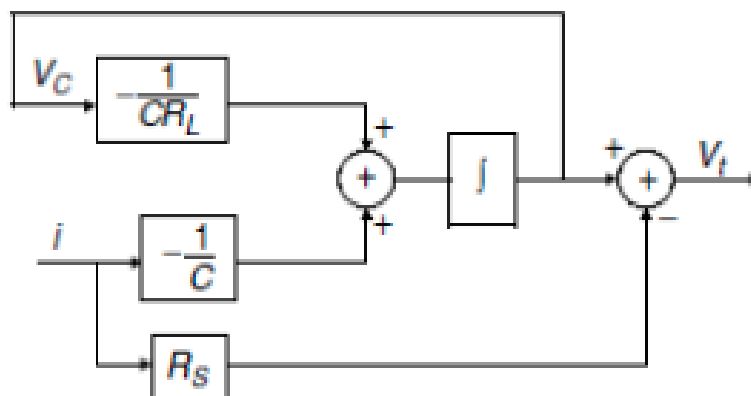 V_C
-1/(CR_L)
+
+
∫
+
+
V_t
+
−
i
-1/C
R_S